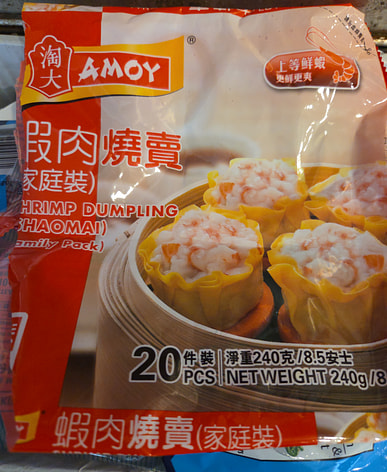 淘大
AMOY
®
上等鮮蝦
更鮮更爽
蝦肉燒賣
家庭裝)
SHRIMP DUMPLING
(SHAOMAI)
(Family Pack)
20件裝
PCS
淨重240克/8.5安士
NET WEIGHT 240g/8
蝦肉燒賣(家庭裝)